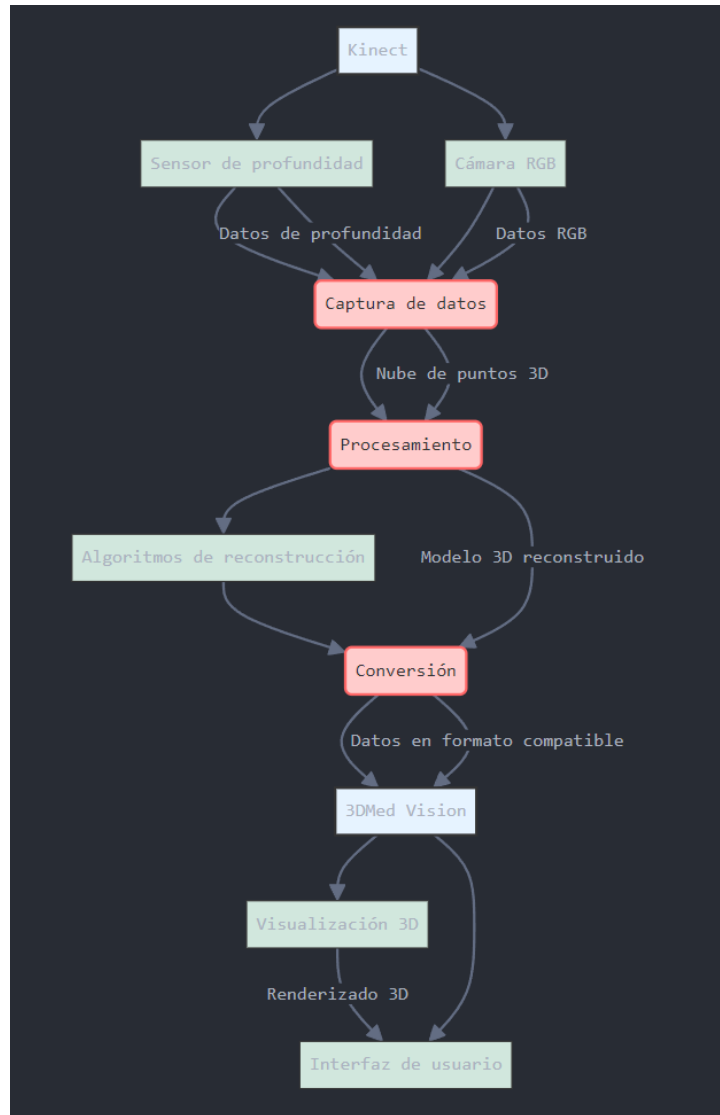 Kinect
Sensor de profundidad
Cámara RGB
Datos de profundidad
Datos RGB
Captura de datos
Nube de puntos 3D
Procesamiento
Algoritmos de reconstrucción
Modelo 3D reconstruido
Conversión
Datos en formato compatible
3DMed Vision
Visualización 3D
Renderizado 3D
Interfaz de usuario